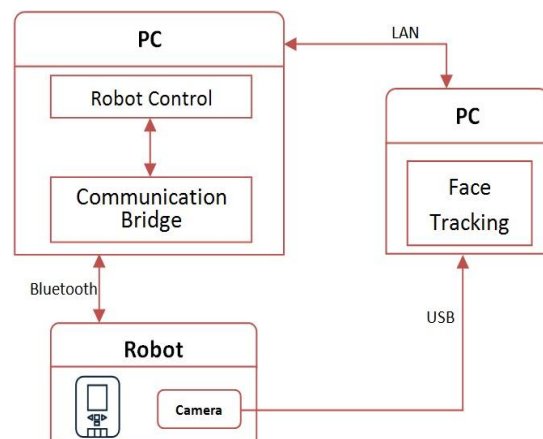 PC
Robot Control
Communication
Bridge
LAN
PC
Face
Tracking
Bluetooth
USB
Robot
Camera